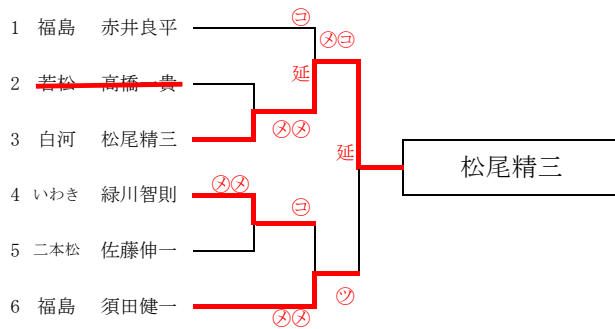 1 福島 赤井良平
㋙
㋱㋙
2 若松 高橋一貴
延
㋱㋱
3 白河 松尾精三
延
松尾精三
4 いわき 緑川智則
㋱㋱
㋙
5 二本松 佐藤伸一
㋡
6 福島 須田健一
㋱㋱